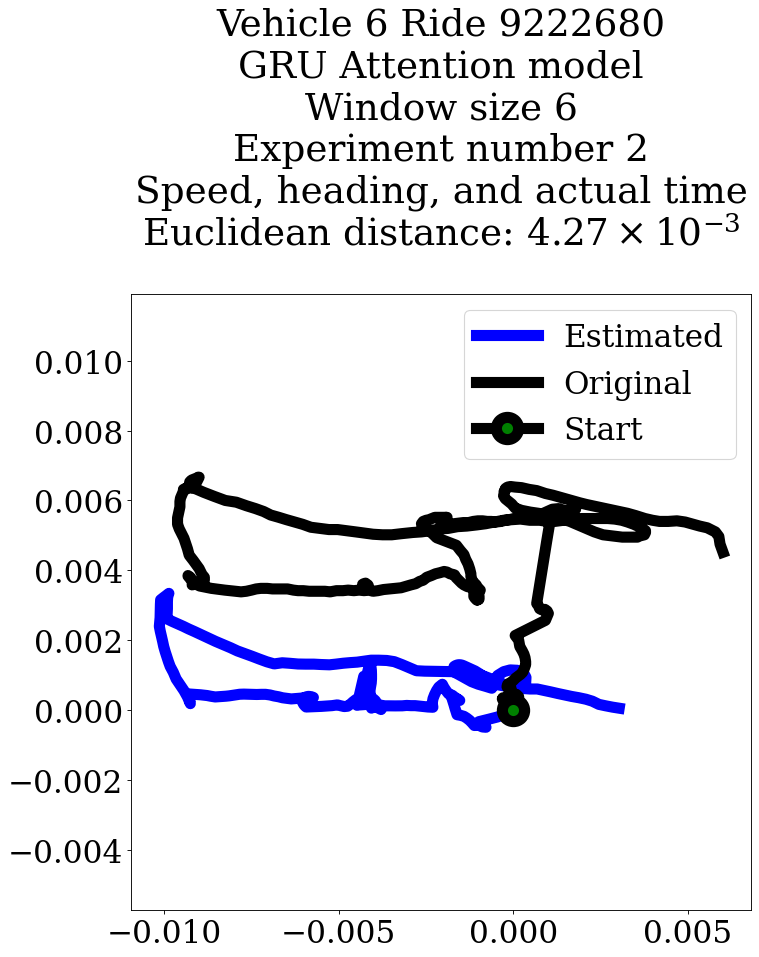 Vehicle 6 Ride 9222680
GRU Attention model
Window size 6
Experiment number 2
Speed, heading, and actual time
Euclidean distance: 4.27 × 10⁻³
Estimated
Original
Start
0.010
0.008
0.006
0.004
0.002
0.000
−0.002
−0.004
−0.010
−0.005
0.000
0.005